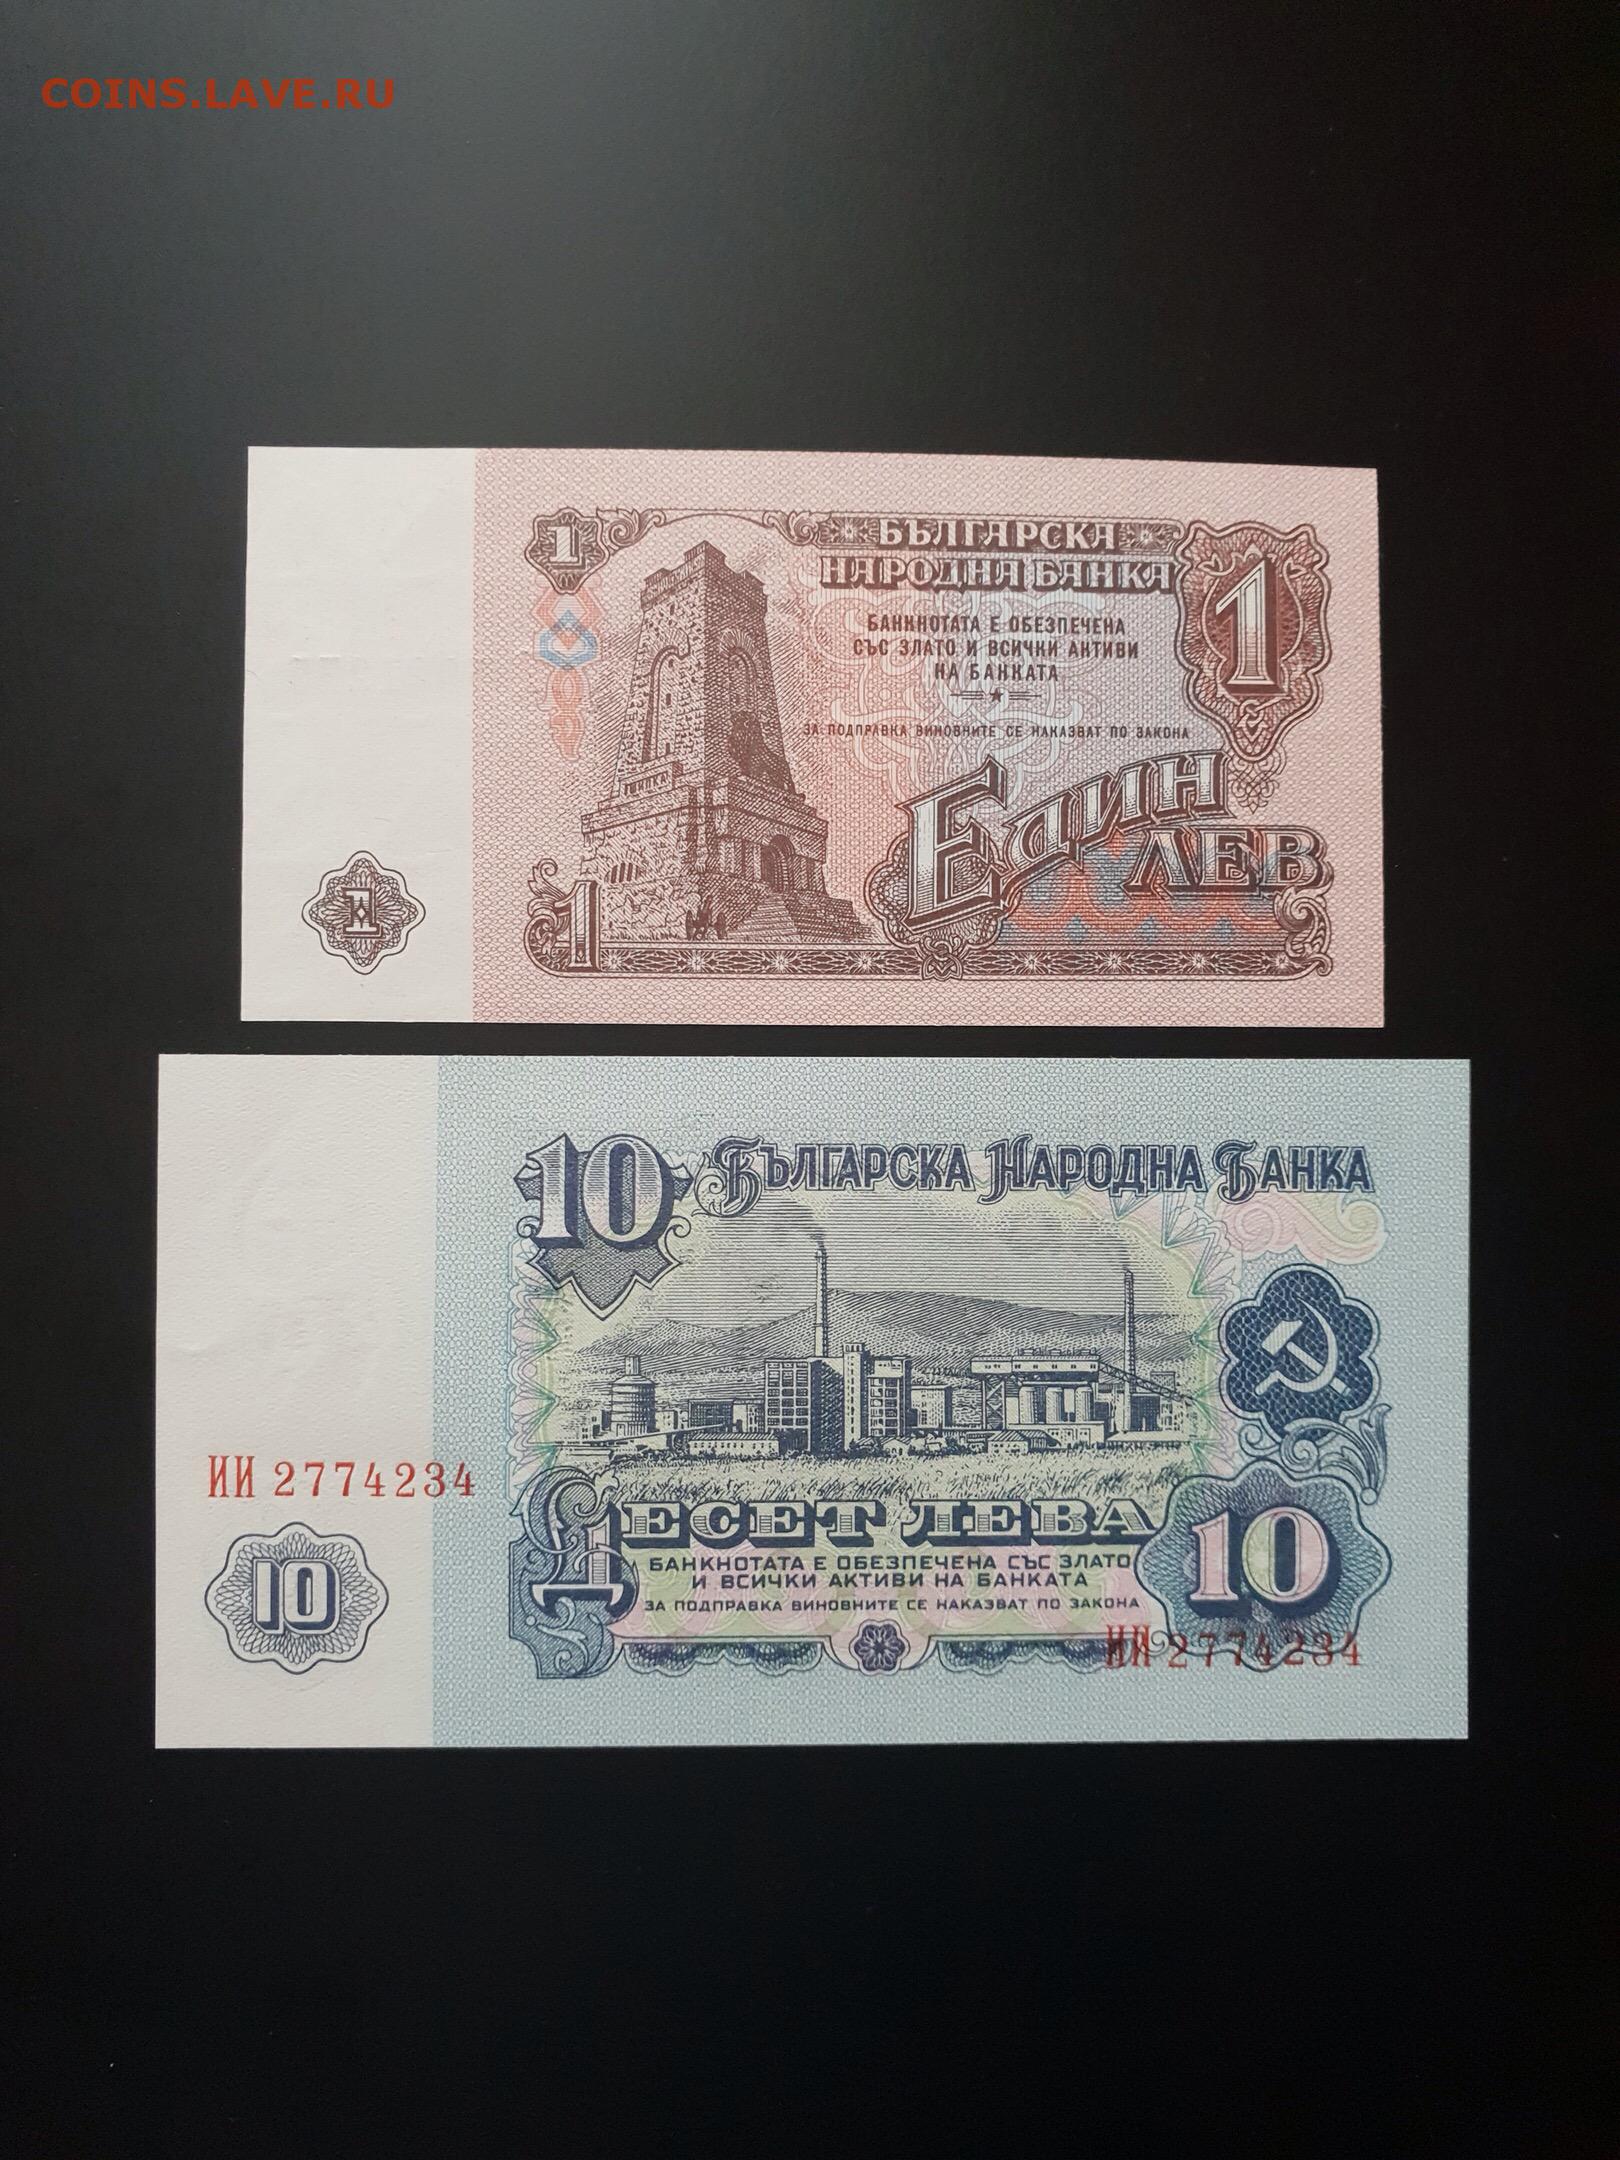 COINS.LAVE.RU
1
БЪЛГАРСКА
НАРОДНА БАНКА
1
БАНКНОТАТА Е ОБЕЗПЕЧЕНА
СЪС ЗЛАТО И ВСИЧКИ АКТИВИ
НА БАНКАТА
ЗА ПОДПРАВКА ВИНОВНИТЕ СЕ НАКАЗВАТ ПО ЗАКОНА
ЕДИН
ЛЕВ
1
1
10
БЪЛГАРСКА НАРОДНА БАНКА
ИИ 2774234
10
ДЕСЕТ ЛЕВА
БАНКНОТАТА Е ОБЕЗПЕЧЕНА СЪС ЗЛАТО
И ВСИЧКИ АКТИВИ НА БАНКАТА
ЗА ПОДПРАВКА ВИНОВНИТЕ СЕ НАКАЗВАТ ПО ЗАКОНА
10
ИИ 2774234